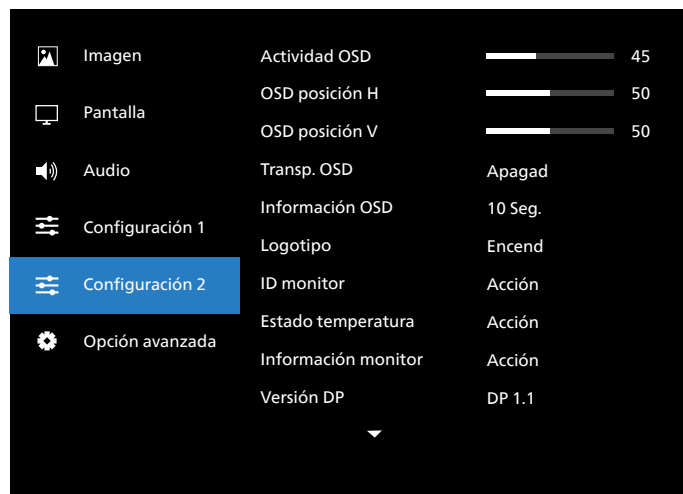 Imagen
Pantalla
Audio
Configuración 1
Configuración 2
Opción avanzada
Actividad OSD 45
OSD posición H 50
OSD posición V 50
Transp. OSD Apagad
Información OSD 10 Seg.
Logotipo Encend
ID monitor Acción
Estado temperatura Acción
Información monitor Acción
Versión DP DP 1.1